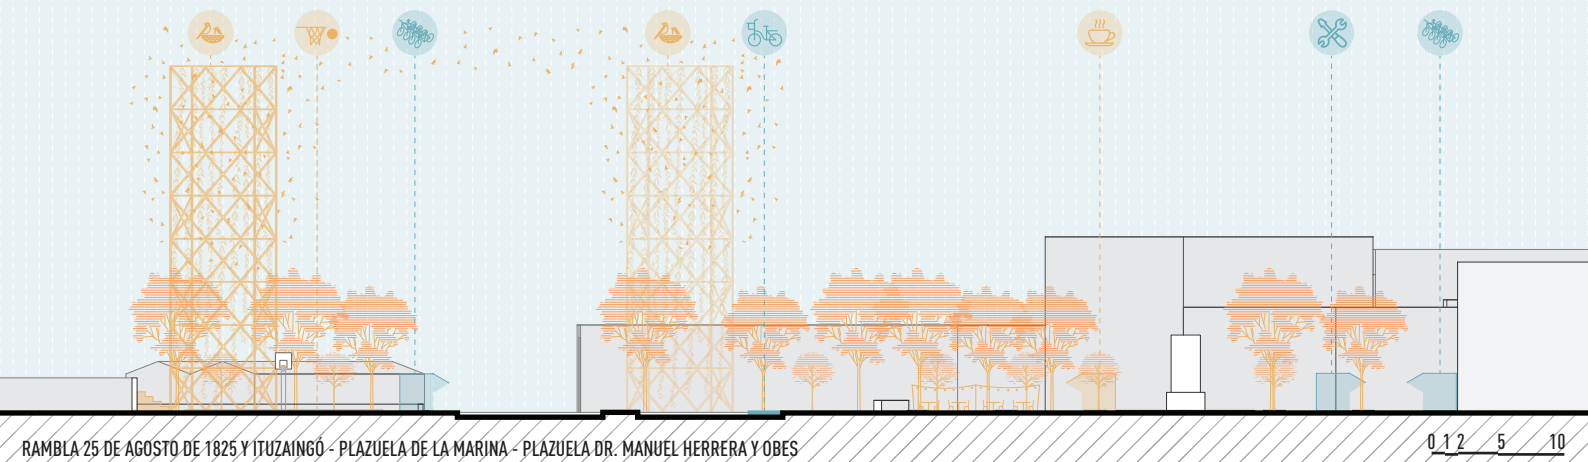 RAMBLA 25 DE AGOSTO DE 1825 Y ITUZAINGÓ - PLAZUELA DE LA MARINA - PLAZUELA DR. MANUEL HERRERA Y OBES
0 1 2 5 10